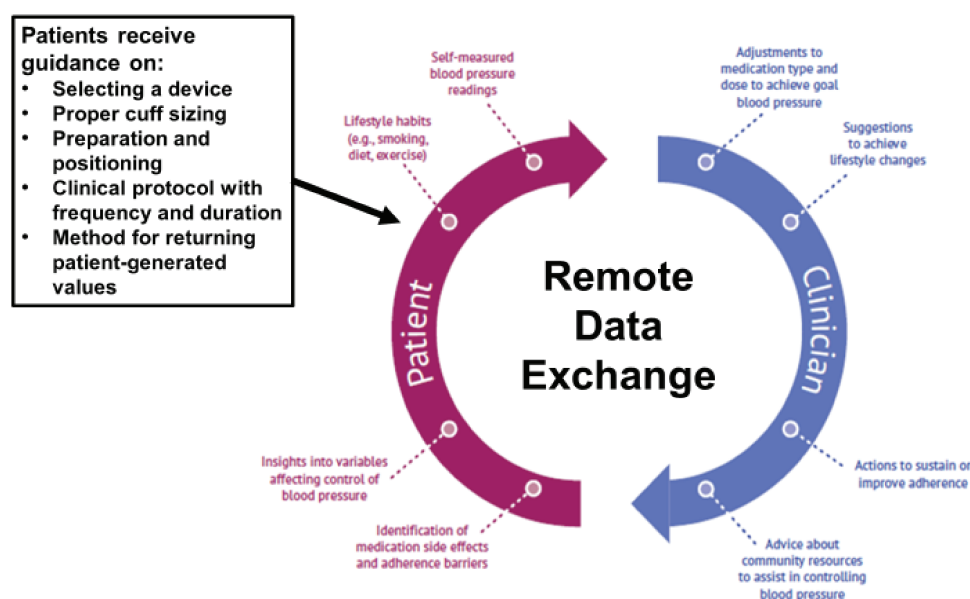 Patients receive
guidance on:
• Selecting a device
• Proper cuff sizing
• Preparation and
positioning
• Clinical protocol with
frequency and duration
• Method for returning
patient-generated
values
Self-measured
blood pressure
readings
Lifestyle habits
(e.g., smoking,
diet, exercise)
Patient
Insights into variables
affecting control of
blood pressure
Identification of
medication side effects
and adherence barriers
Remote
Data
Exchange
Adjustments to
medication type and
dose to achieve goal
blood pressure
Suggestions
to achieve
lifestyle changes
Clinician
Actions to sustain or
improve adherence
Advice about
community resources
to assist in controlling
blood pressure